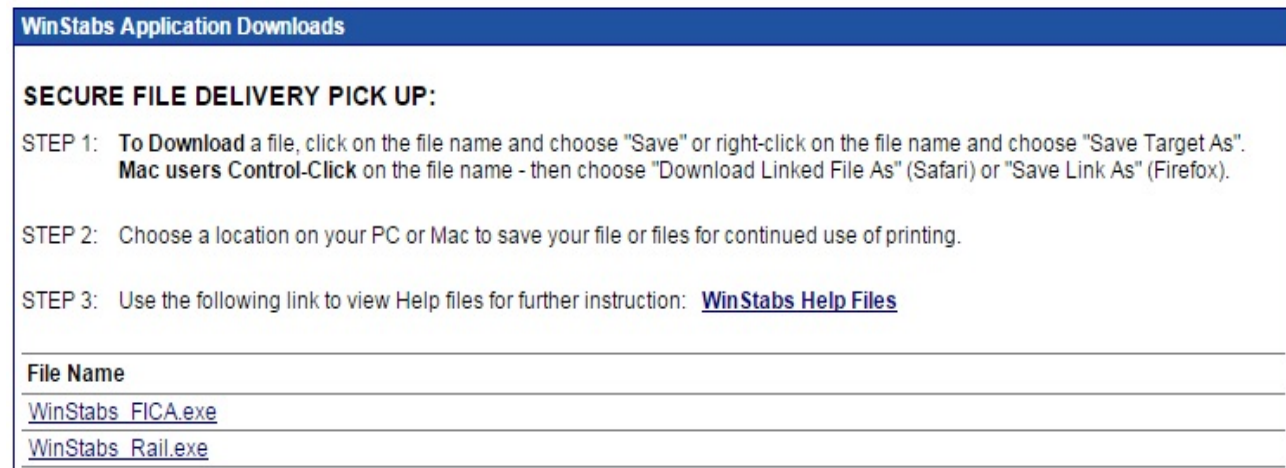 WinStabs Application Downloads
SECURE FILE DELIVERY PICK UP:
STEP 1: To Download a file, click on the file name and choose "Save" or right-click on the file name and choose "Save Target As".
Mac users Control-Click on the file name - then choose "Download Linked File As" (Safari) or "Save Link As" (Firefox).
STEP 2: Choose a location on your PC or Mac to save your file or files for continued use of printing.
STEP 3: Use the following link to view Help files for further instruction: WinStabs Help Files
File Name
WinStabs_FICA.exe
WinStabs_Rail.exe